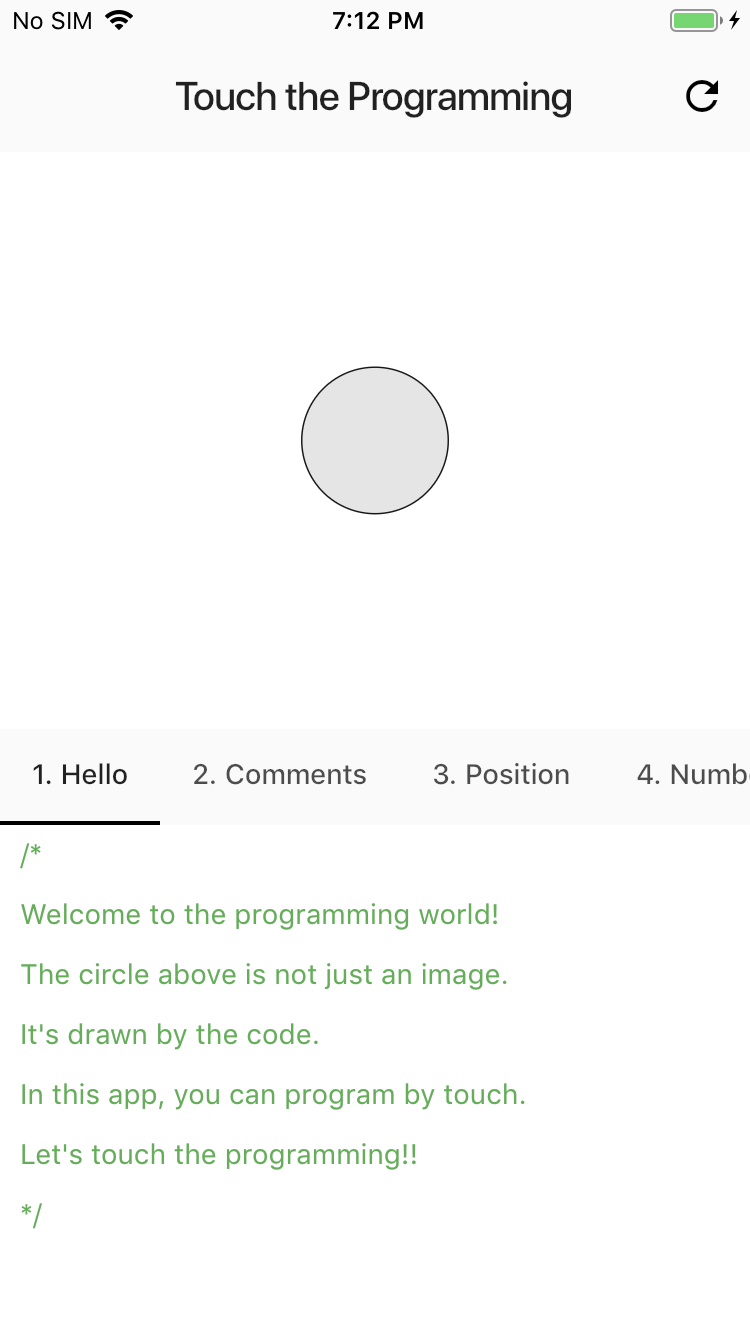 No SIM 7:12 PM
Touch the Programming
1. Hello 2. Comments 3. Position 4. Numb
/*
Welcome to the programming world!
The circle above is not just an image.
It's drawn by the code.
In this app, you can program by touch.
Let's touch the programming!!
*/